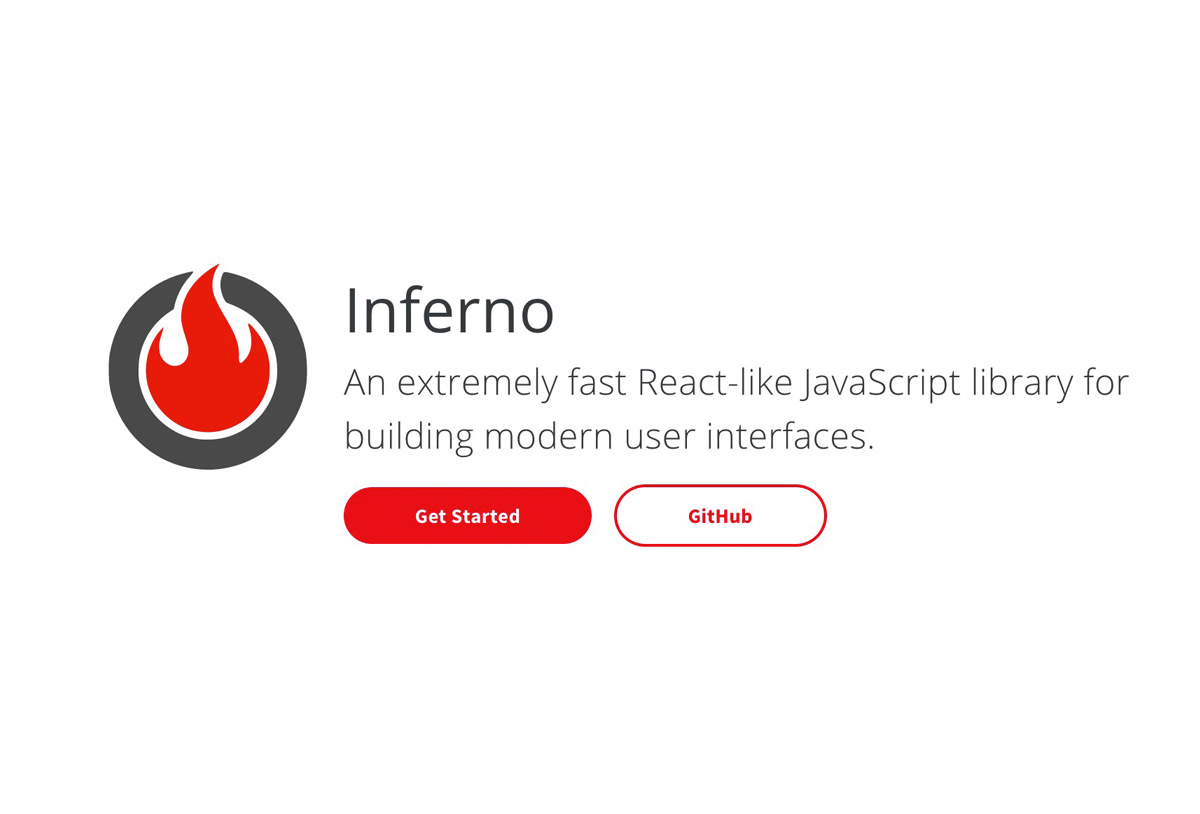 Inferno
An extremely fast React-like JavaScript library for
building modern user interfaces.
Get Started
GitHub